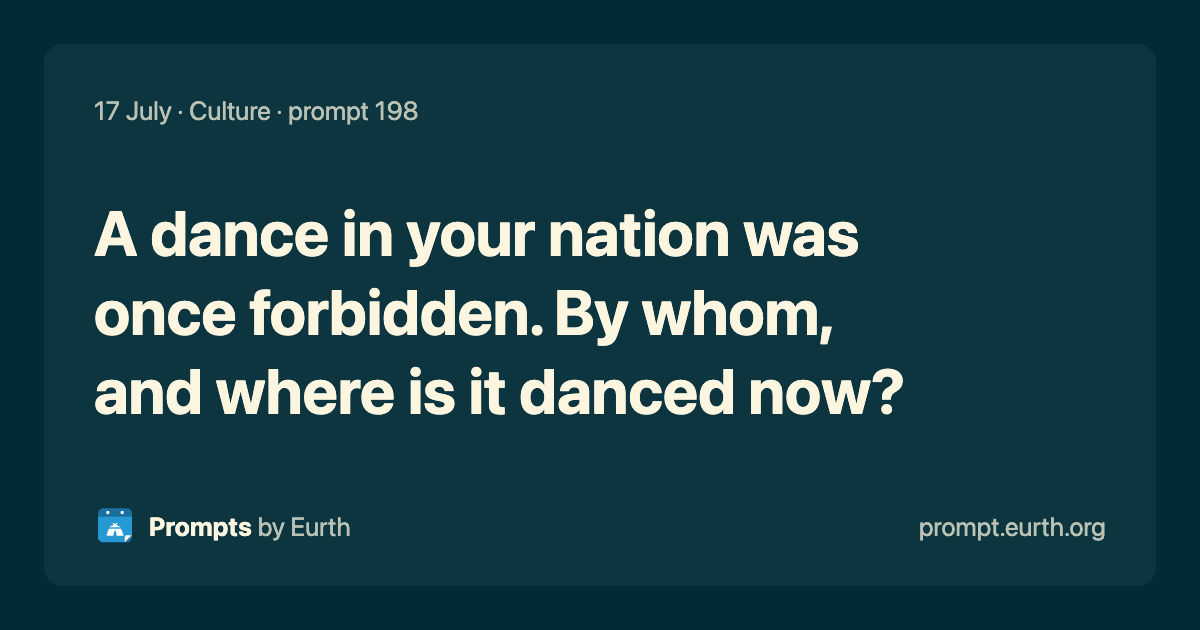 17 July · Culture · prompt 198
A dance in your nation was
once forbidden. By whom,
and where is it danced now?
Prompts by Eurth
prompt.eurth.org